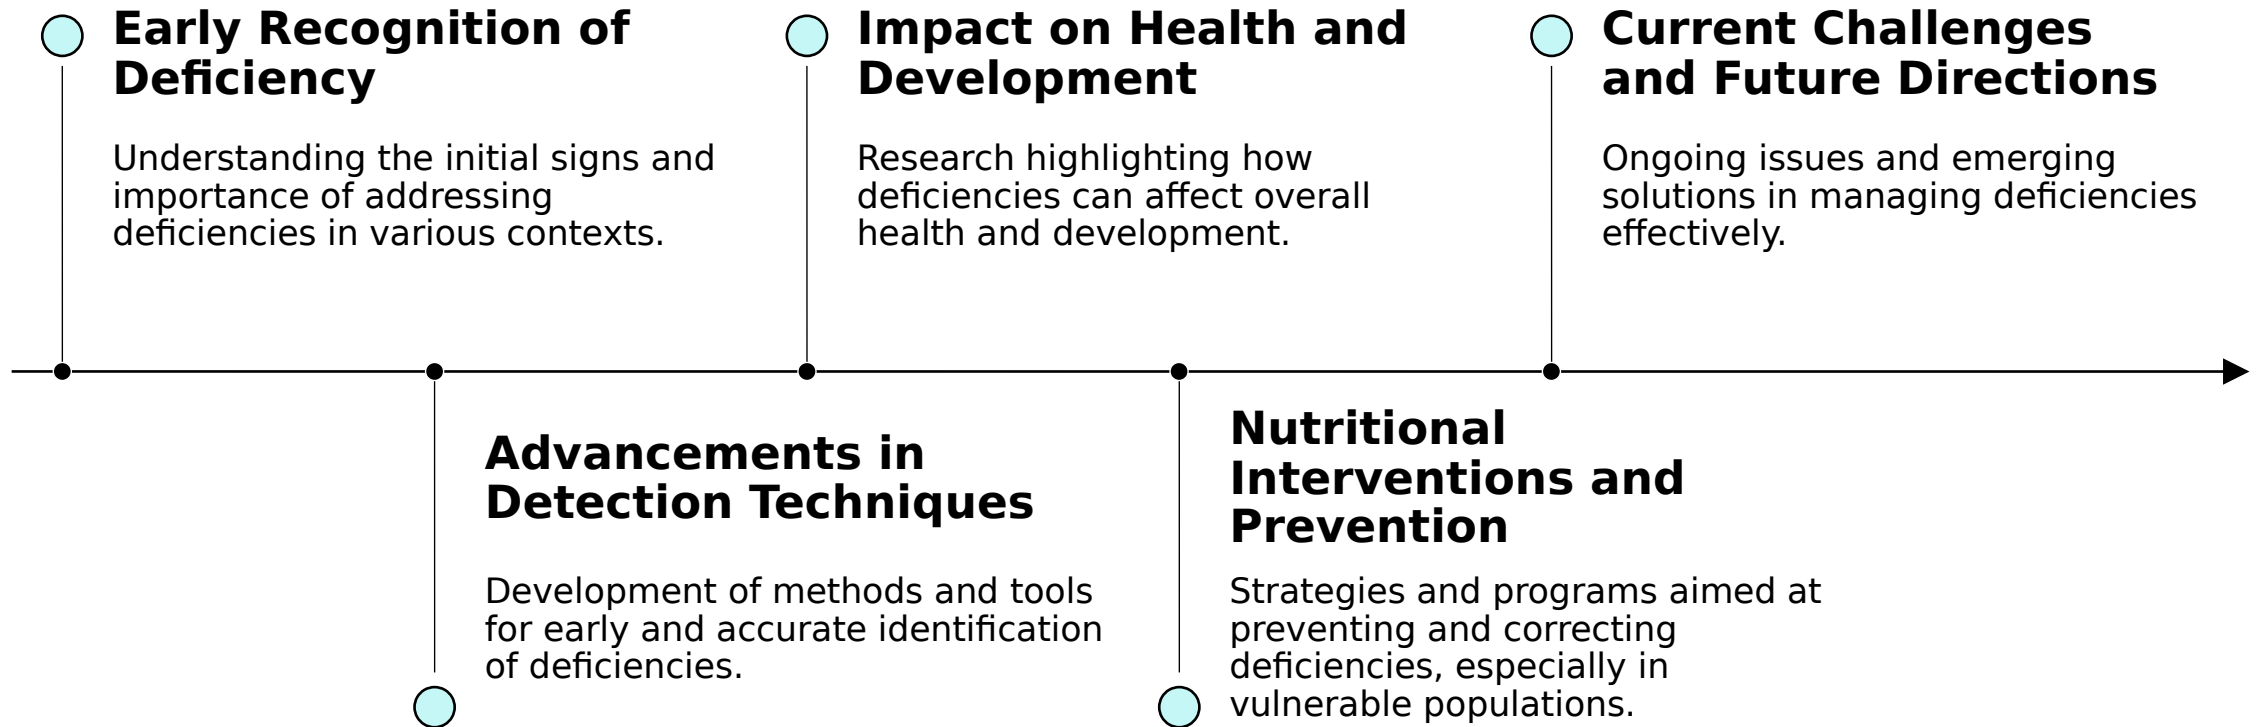 Early Recognition of
Deficiency
Understanding the initial signs and
importance of addressing
deficiencies in various contexts.
Advancements in
Detection Techniques
Development of methods and tools
for early and accurate identification
of deficiencies.
Impact on Health and
Development
Research highlighting how
deficiencies can affect overall
health and development.
Nutritional
Interventions and
Prevention
Strategies and programs aimed at
preventing and correcting
deficiencies, especially in
vulnerable populations.
Current Challenges
and Future Directions
Ongoing issues and emerging
solutions in managing deficiencies
effectively.